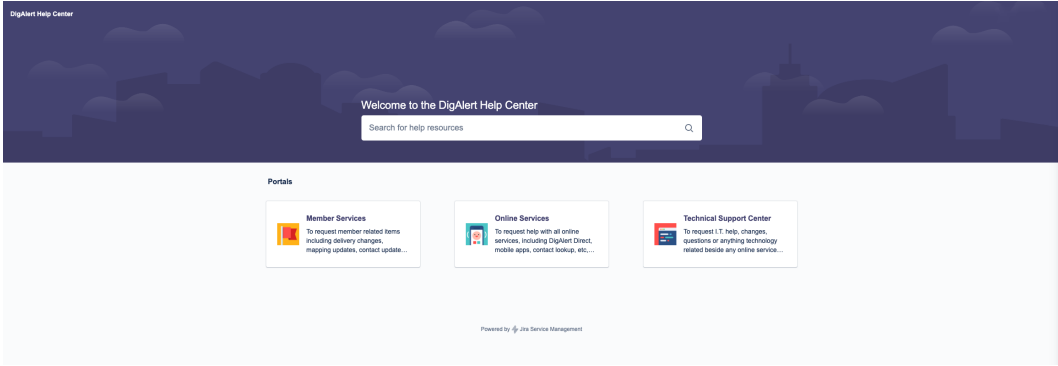 DigAlert Help Center
Welcome to the DigAlert Help Center
Search for help resources
Portals
Member Services
To request member related items
including delivery changes,
mapping updates, contact update...
Online Services
To request help with all online
services, including DigAlert Direct,
mobile apps, contact lookup, etc,...
Technical Support Center
To request I.T. help, changes,
questions or anything technology
related beside any online service...
Powered by Jira Service Management